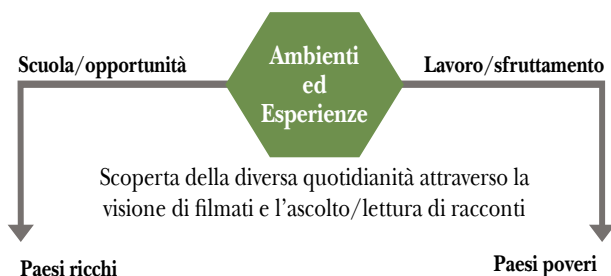 Scuola/opportunità
Ambienti
ed
Esperienze
Lavoro/sfruttamento
Scoperta della diversa quotidianità attraverso la
visione di filmati e l'ascolto/lettura di racconti
Paesi ricchi
Paesi poveri